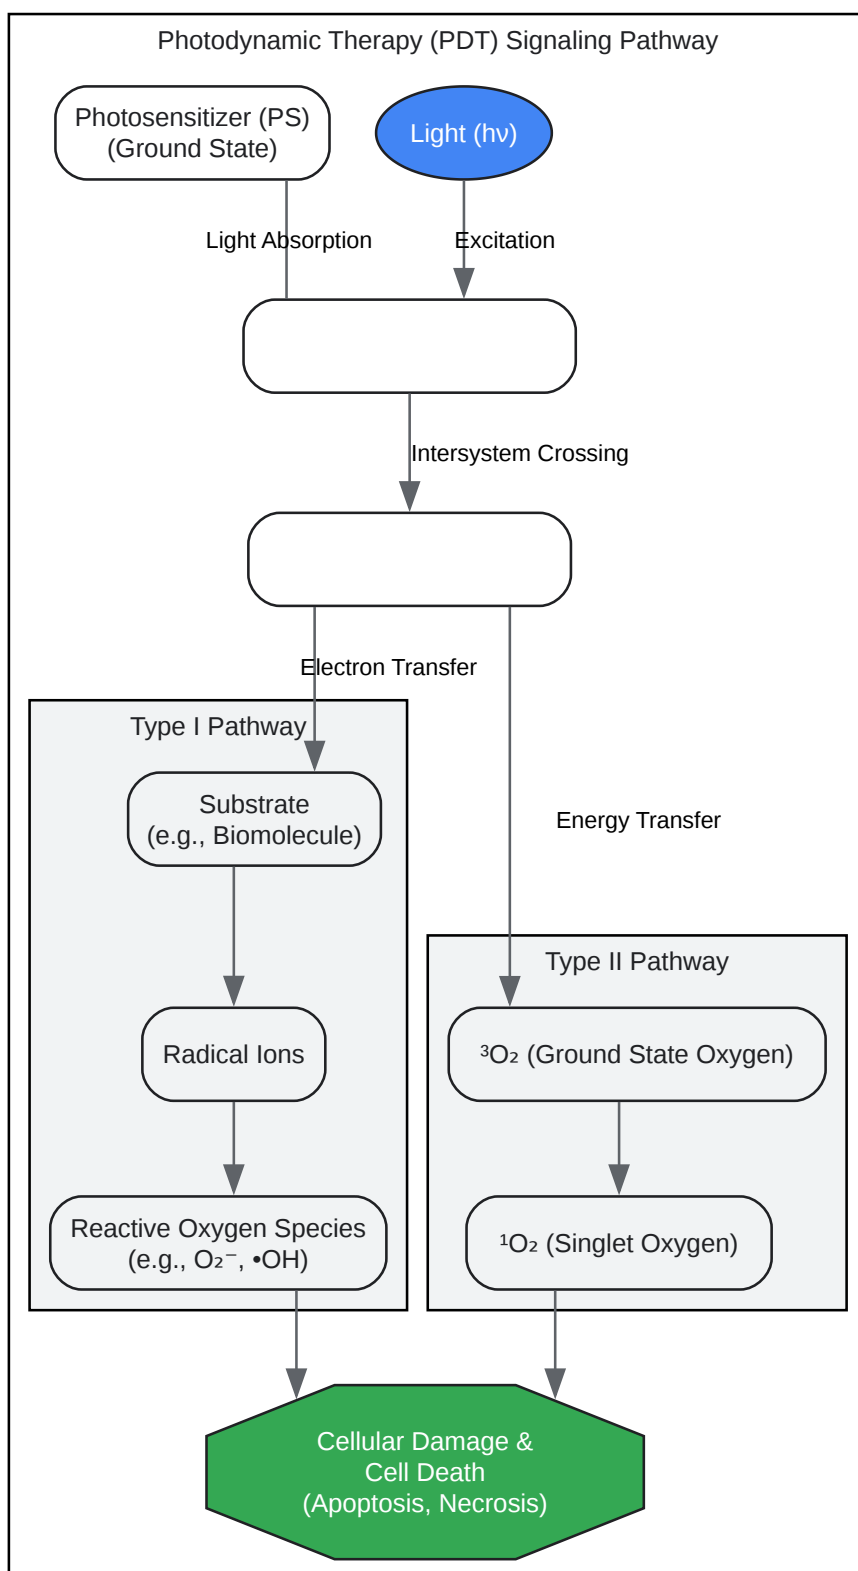 Photodynamic Therapy (PDT) Signaling Pathway
Photosensitizer (PS)
(Ground State)
Light (hν)
Light Absorption
Excitation
Intersystem Crossing
Electron Transfer
Type I Pathway
Substrate
(e.g., Biomolecule)
Energy Transfer
Type II Pathway
Radical Ions
³O₂ (Ground State Oxygen)
Reactive Oxygen Species
(e.g., O₂⁻, •OH)
¹O₂ (Singlet Oxygen)
Cellular Damage &
Cell Death
(Apoptosis, Necrosis)